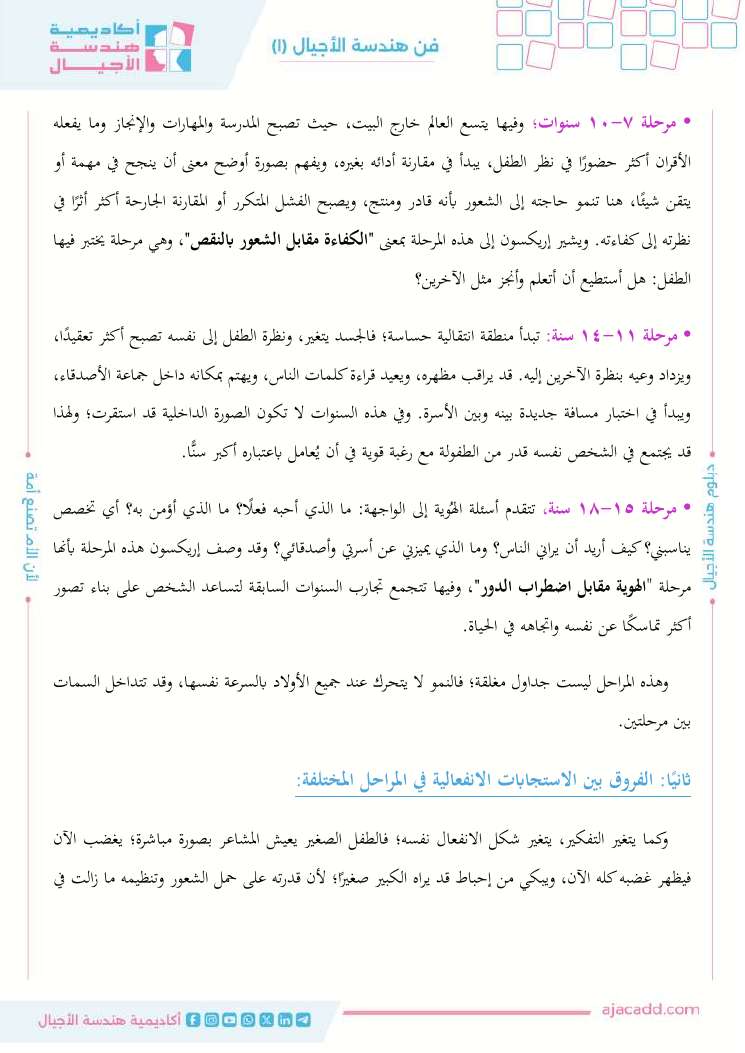 أكاديمية
هندسة
الأجيال
فن هندسة الأجيال (١)
• مرحلة ٧–١٠ سنوات؛ وفيها يتسع العالم خارج البيت، حيث تصبح المدرسة والمهارات والإنجاز وما يفعله
الأقران أكثر حضورًا في نظر الطفل، يبدأ في مقارنة أدائه بغيره، ويفهم بصورة أوضح معنى أن ينجح في مهمة أو
يتقن شيئًا، هنا تنمو حاجته إلى الشعور بأنه قادر ومنتج، ويصبح الفشل المتكرر أو المقارنة الجارحة أكثر أثرًا في
نظرته إلى كفاءته. ويشير إريكسون إلى هذه المرحلة بمعنى "الكفاءة مقابل الشعور بالنقص"، وهي مرحلة يختبر فيها
الطفل: هل أستطيع أن أتعلم وأنجز مثل الآخرين؟
• مرحلة ١١–١٤ سنة: تبدأ منطقة انتقالية حساسة؛ فالجسد يتغير، ونظرة الطفل إلى نفسه تصبح أكثر تعقيدًا،
ويزداد وعيه بنظرة الآخرين إليه. قد يراقب مظهره، ويعيد قراءة كلمات الناس، ويهتم بمكانه داخل جماعة الأصدقاء،
ويبدأ في اختبار مسافة جديدة بينه وبين الأسرة. وفي هذه السنوات لا تكون الصورة الداخلية قد استقرت؛ ولهذا
قد يجتمع في الشخص نفسه قدر من الطفولة مع رغبة قوية في أن يُعامل باعتباره أكبر سنًّا.
• مرحلة ١٥–١٨ سنة، تتقدم أسئلة الهُوية إلى الواجهة: ما الذي أحبه فعلًا؟ ما الذي أؤمن به؟ أي تخصص
يناسبني؟ كيف أريد أن يراني الناس؟ وما الذي يميزني عن أسرتي وأصدقائي؟ وقد وصف إريكسون هذه المرحلة بأنها
مرحلة "الهوية مقابل اضطراب الدور"، وفيها تتجمع تجارب السنوات السابقة لتساعد الشخص على بناء تصور
أكثر تماسكًا عن نفسه واتجاهه في الحياة.
وهذه المراحل ليست جداول مغلقة؛ فالنمو لا يتحرك عند جميع الأولاد بالسرعة نفسها، وقد تتداخل السمات
بين مرحلتين.
ثانيًا: الفروق بين الاستجابات الانفعالية في المراحل المختلفة:
وكما يتغير التفكير، يتغير شكل الانفعال نفسه؛ فالطفل الصغير يعيش المشاعر بصورة مباشرة؛ يغضب الآن
فيظهر غضبه كله الآن، ويبكي من إحباط قد يراه الكبير صغيرًا؛ لأن قدرته على حمل الشعور وتنظيمه ما زالت في
دبلوم هندسة الأجيال
لأن الأم تصنع أمة
ajacadd.com
أكاديمية هندسة الأجيال